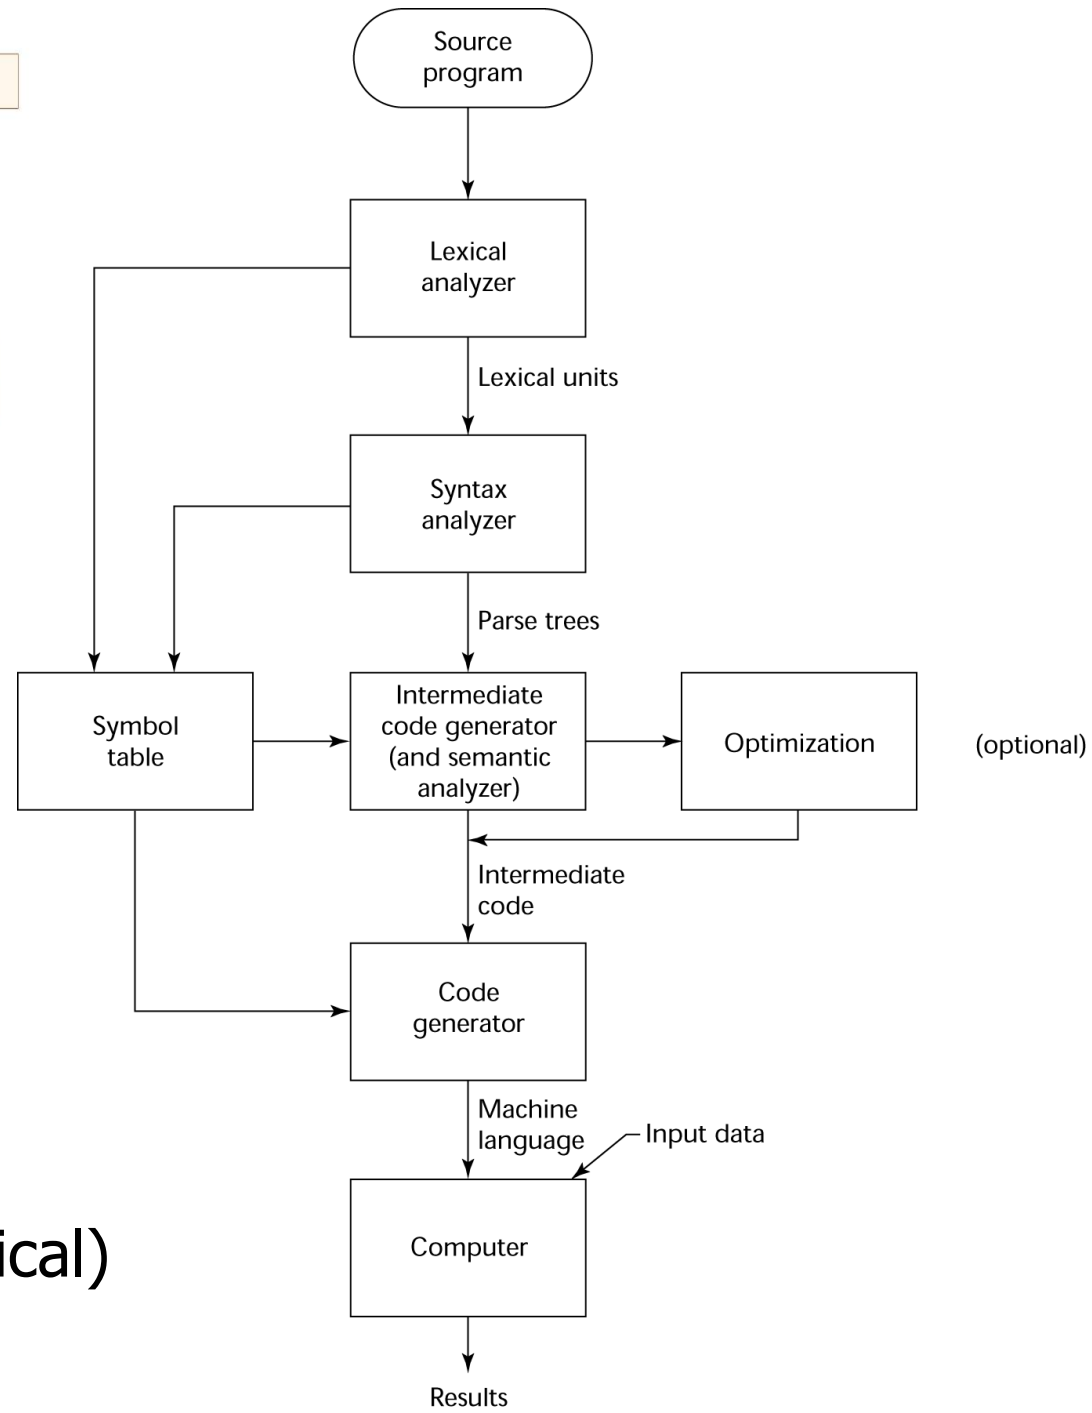 Source
program
Lexical
analyzer
Lexical units
Syntax
analyzer
Parse trees
Symbol
table
Intermediate
code generator
(and semantic
analyzer)
Optimization
(optional)
Intermediate
code
Code
generator
Machine
language
Input data
ical)
Computer
Results